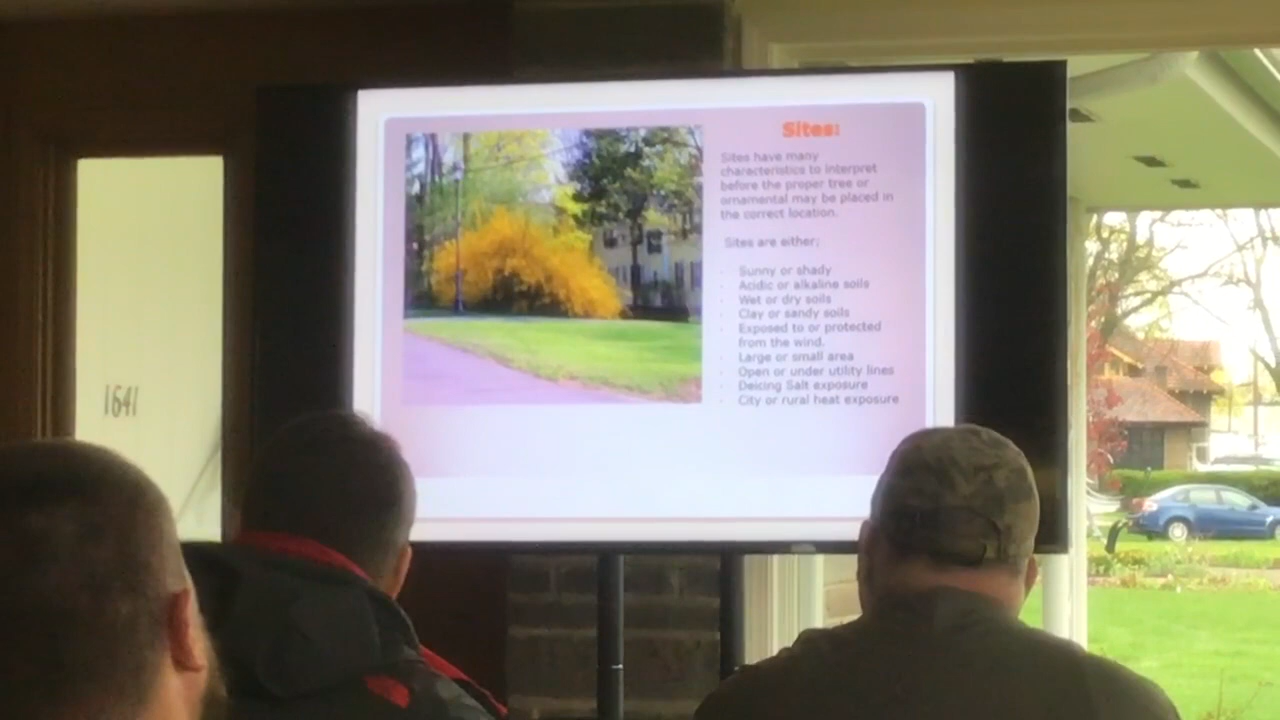 Sites:
Sites have many
characteristics to interpret
before the proper tree or
ornamental may be placed in
the correct location.
Sites are either;
· Sunny or shady
· Acidic or alkaline soils
· Wet or dry soils
· Clay or sandy soils
· Exposed to or protected
from the wind.
· Large or small area
· Open or under utility lines
· Deicing Salt exposure
· City or rural heat exposure
1641